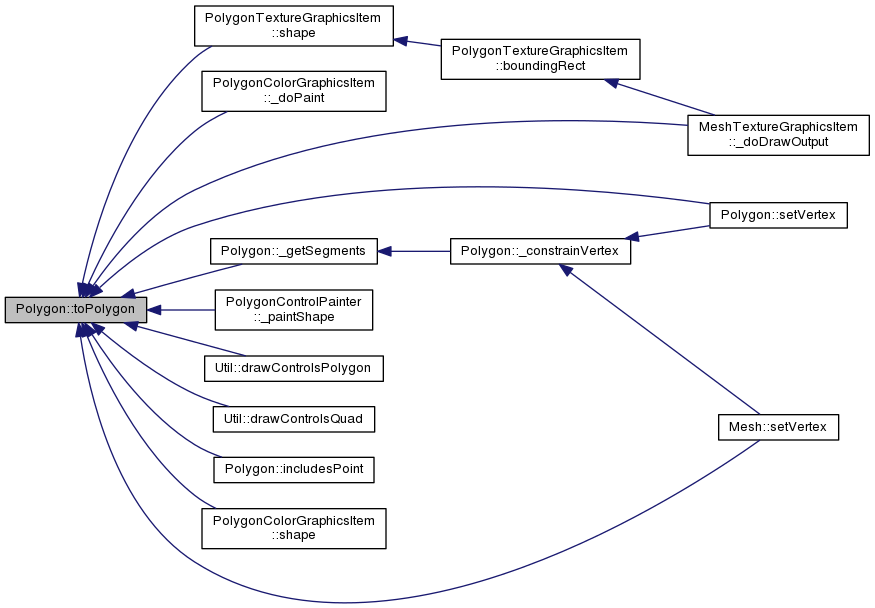 PolygonTextureGraphicsItem
::shape
PolygonTextureGraphicsItem
::boundingRect
PolygonColorGraphicsItem
::_doPaint
MeshTextureGraphicsItem
::_doDrawOutput
Polygon::setVertex
Polygon::_getSegments
Polygon::_constrainVertex
Polygon::toPolygon
PolygonControlPainter
::_paintShape
Util::drawControlsPolygon
Util::drawControlsQuad
Mesh::setVertex
Polygon::includesPoint
PolygonColorGraphicsItem
::shape